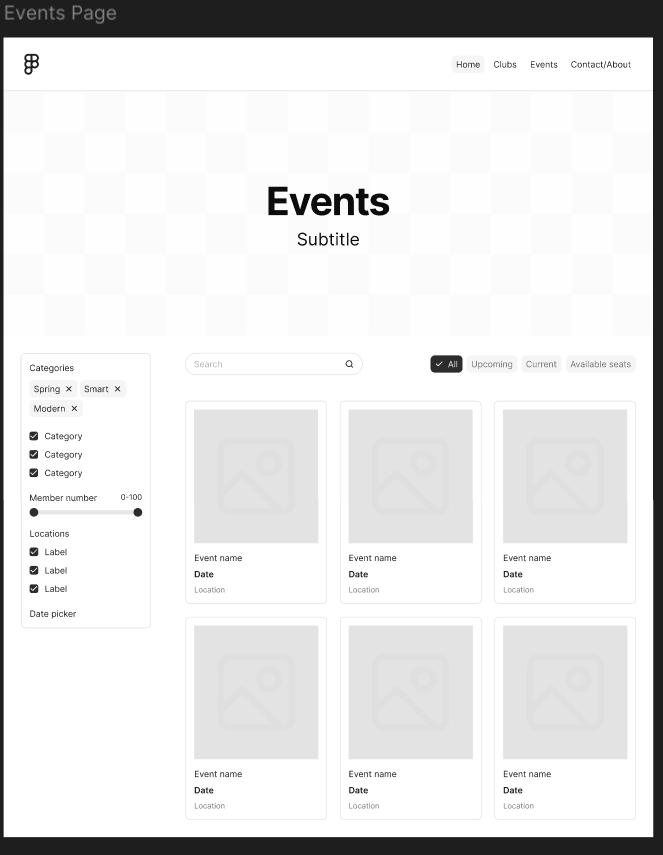 Events Page
Home Clubs Events Contact/About
Events
Subtitle
Categories
Spring Smart
Modern
Category
Category
Category
Member number 0-100
Locations
Label
Label
Label
Date picker
Search
All Upcoming Current Available seats
Event name Event name Event name
Date Date Date
Location Location Location
Event name Event name Event name
Date Date Date
Location Location Location